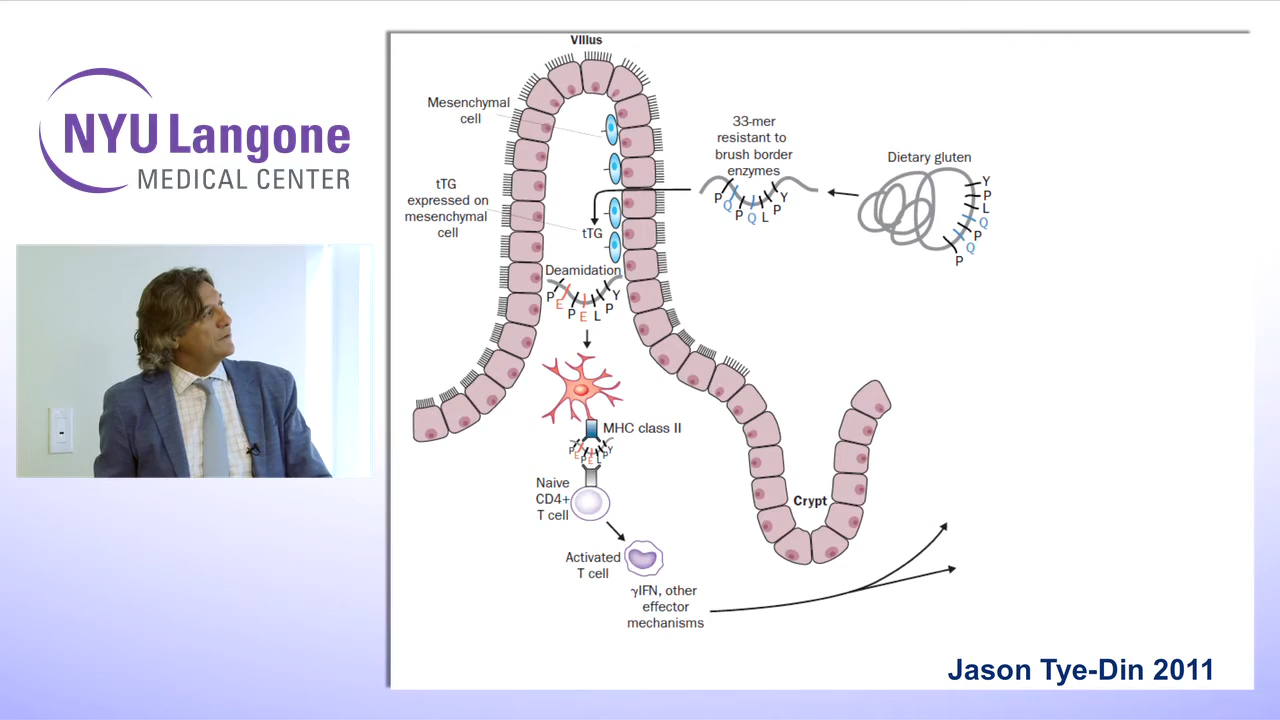 NYU Langone
MEDICAL CENTER
Villus
Mesenchymal
cell
tTG
expressed on
mesenchymal
cell
33-mer
resistant to
brush border
enzymes
P
Q
P
Q
L
P
Y
Dietary gluten
Y
P
L
Q
P
Q
P
tTG
Deamidation
P
E
P
E
L
P
Y
MHC class II
P
E
P
E
L
P
Y
Naive
CD4+
T cell
Activated
T cell
γIFN, other
effector
mechanisms
Crypt
Jason Tye-Din 2011